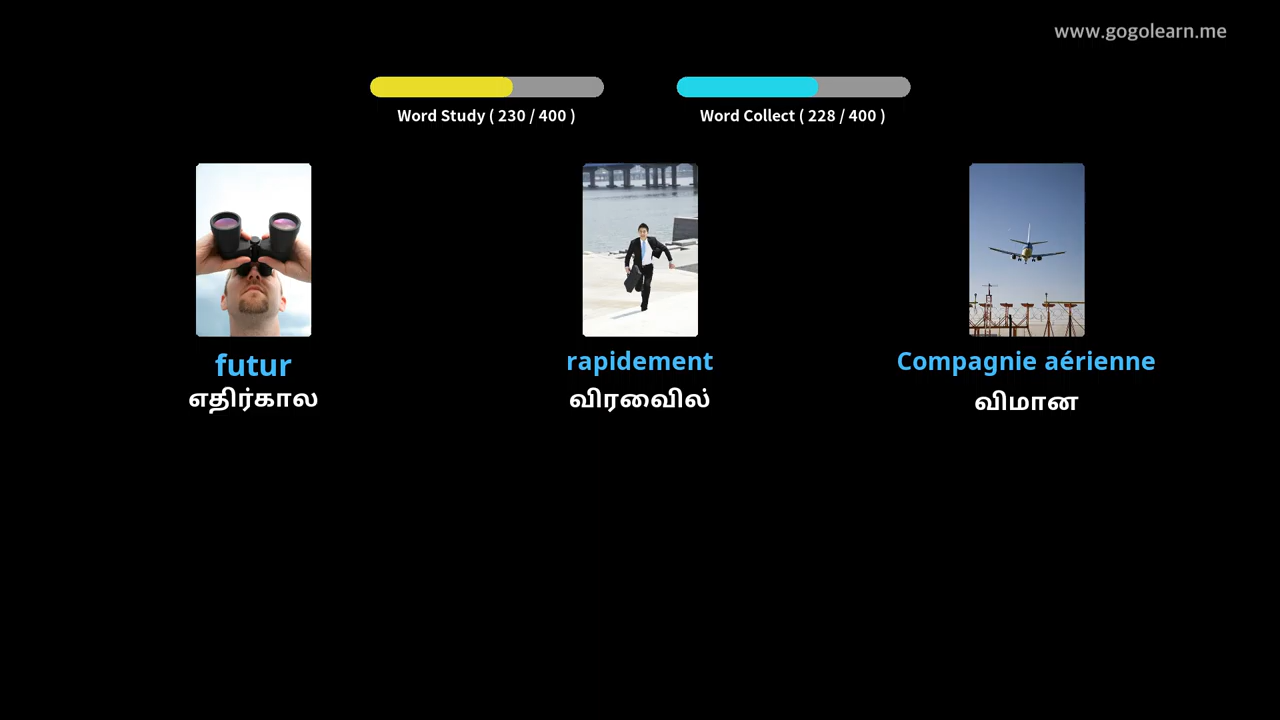 www.gogolearn.me
Word Study ( 230 / 400 )
Word Collect ( 228 / 400 )
futur
எதிர்கால
rapidement
விரைவில்
Compagnie aérienne
விமான